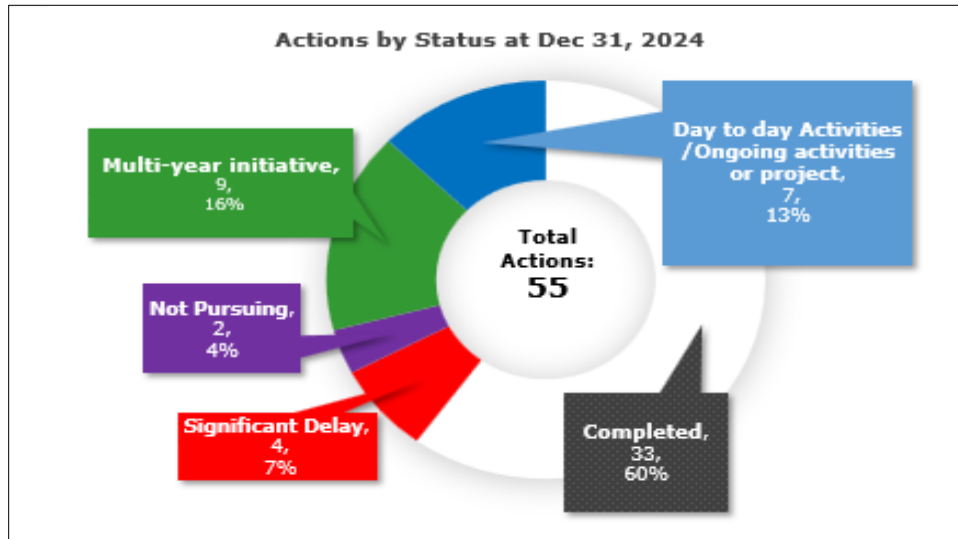 Actions by Status at Dec 31, 2024
Day to day Activities
/Ongoing activities
or project,
7,
13%
Multi-year initiative,
9,
16%
Total
Actions:
55
Not Pursuing,
2,
4%
Significant Delay,
4,
7%
Completed,
33,
60%